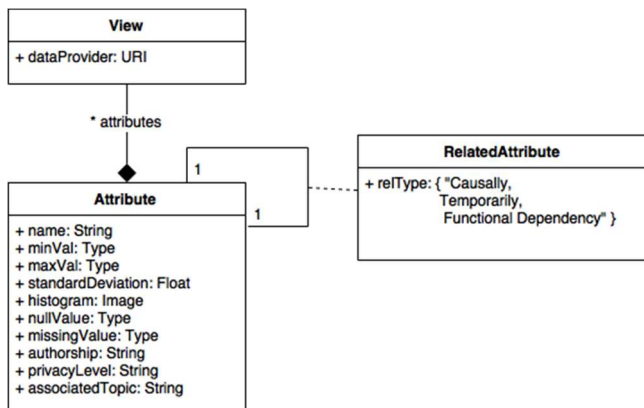 View
+ dataProvider: URI
* attributes
1
1
Attribute
+ name: String
+ minVal: Type
+ maxVal: Type
+ standardDeviation: Float
+ histogram: Image
+ nullValue: Type
+ missingValue: Type
+ authorship: String
+ privacyLevel: String
+ associatedTopic: String
RelatedAttribute
+ relType: { "Causally,
Temporarily,
Functional Dependency" }